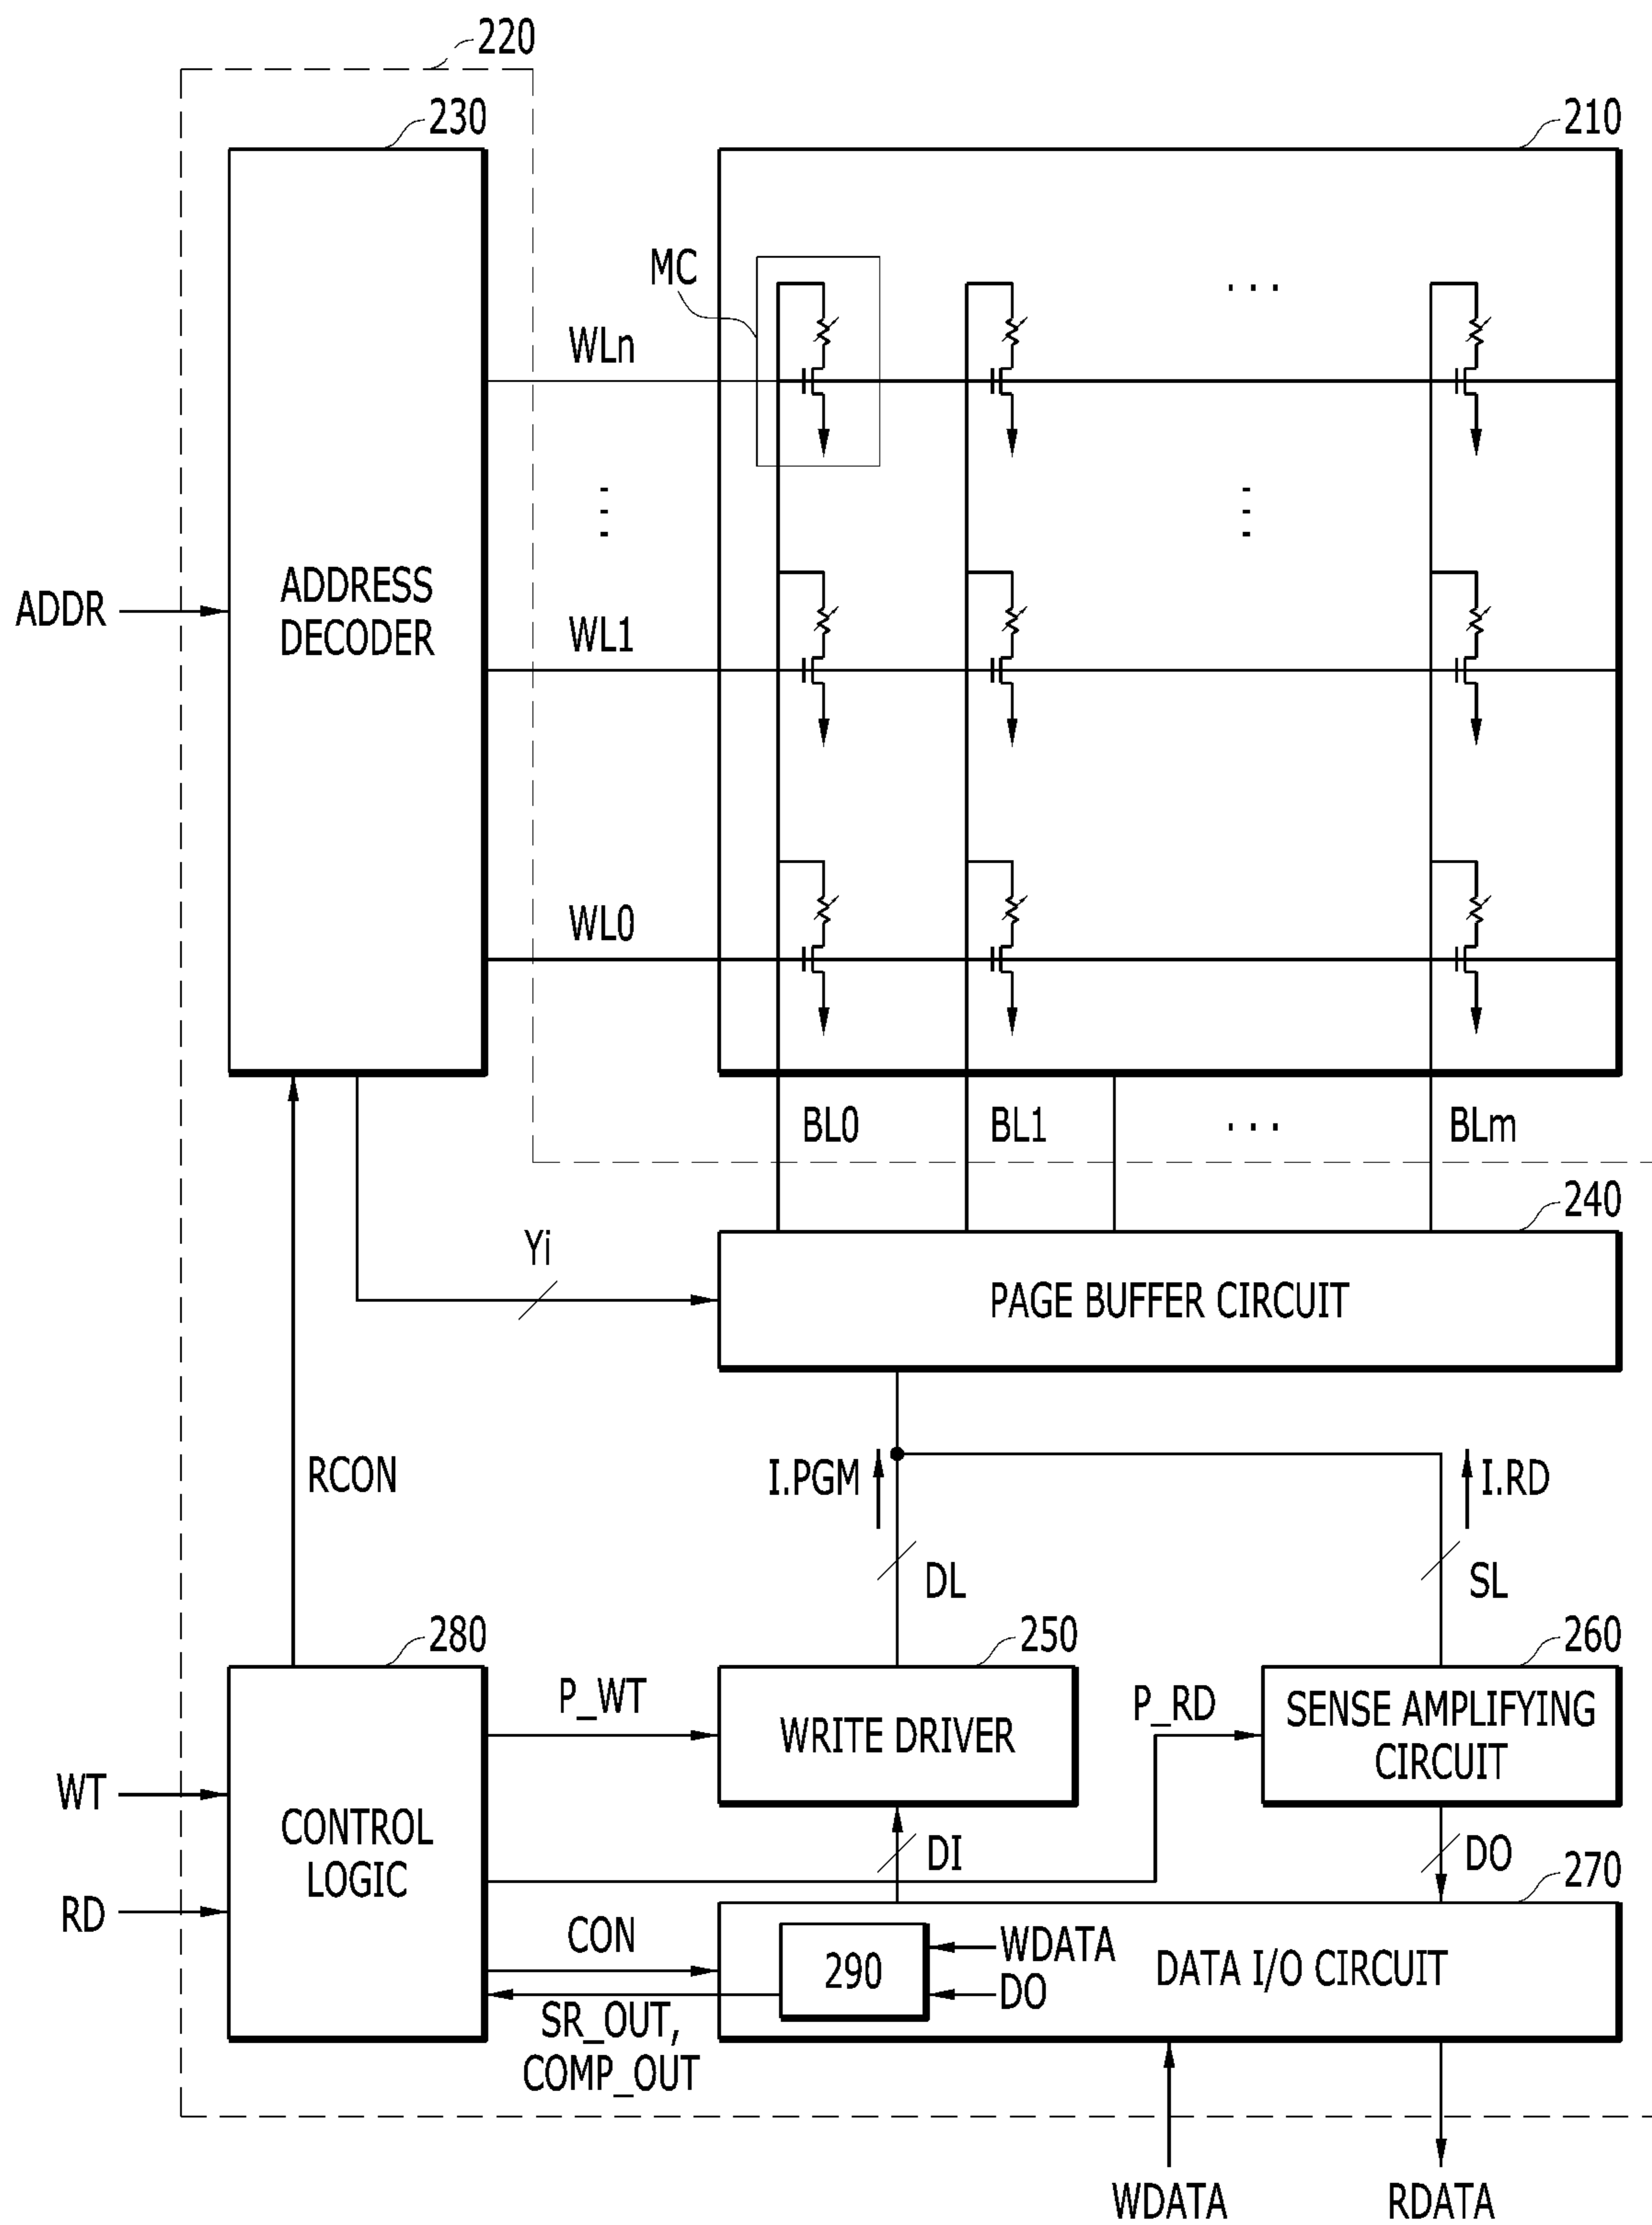 220
230
210
MC
WLn
. . .
ADDRESS
DECODER
ADDR
WL1
WL0
BL0
BL1
. . .
BLm
240
Yi
PAGE BUFFER CIRCUIT
RCON
I.PGM
I.RD
DL
SL
280
250
260
P_WT
P_RD
WRITE DRIVER
SENSE AMPLIFYING
CIRCUIT
WT
CONTROL
LOGIC
DI
DO
270
RD
CON
290
WDATA
DO
DATA I/O CIRCUIT
SR_OUT,
COMP_OUT
WDATA
RDATA